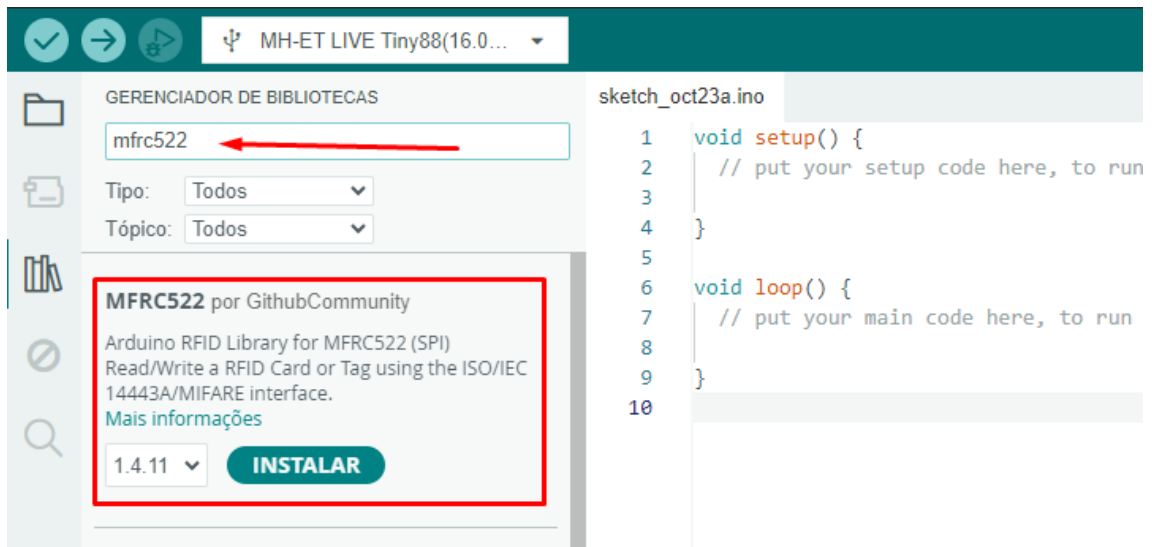 MH-ET LIVE Tiny88(16.0...
GERENCIADOR DE BIBLIOTECAS
mfrc522
Tipo: Todos
Tópico: Todos
MFRC522 por GithubCommunity
Arduino RFID Library for MFRC522 (SPI)
Read/Write a RFID Card or Tag using the ISO/IEC
14443A/MIFARE interface.
Mais informações
1.4.11 INSTALAR
sketch_oct23a.ino
1 void setup() {
2 // put your setup code here, to run
3
4 }
5
6 void loop() {
7 // put your main code here, to run
8
9 }
10